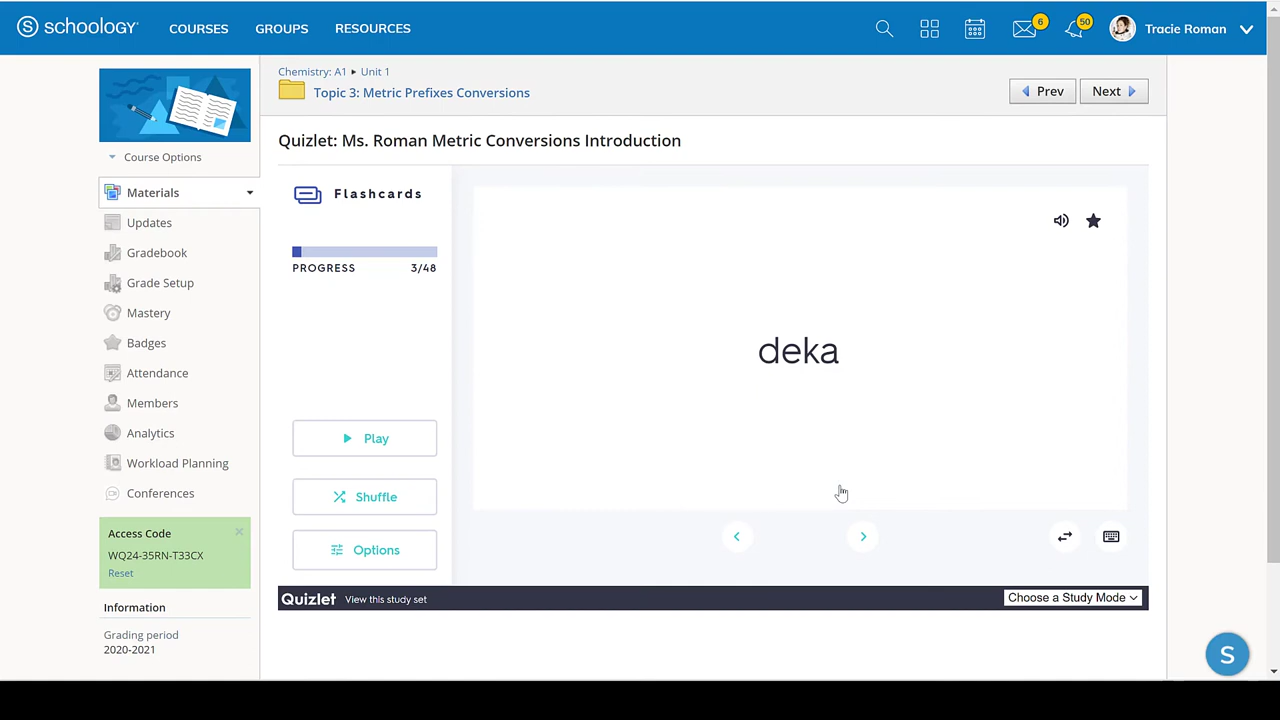 schoology
COURSES
GROUPS
RESOURCES
6
50
Tracie Roman
Chemistry: A1 ▸ Unit 1
Topic 3: Metric Prefixes Conversions
Prev
Next
Course Options
Materials
Updates
Gradebook
Grade Setup
Mastery
Badges
Attendance
Members
Analytics
Workload Planning
Conferences
Access Code
WQ24-35RN-T33CX
Reset
Information
Grading period
2020-2021
Quizlet: Ms. Roman Metric Conversions Introduction
Flashcards
PROGRESS 3/48
Play
Shuffle
Options
deka
Quizlet View this study set
Choose a Study Mode
S